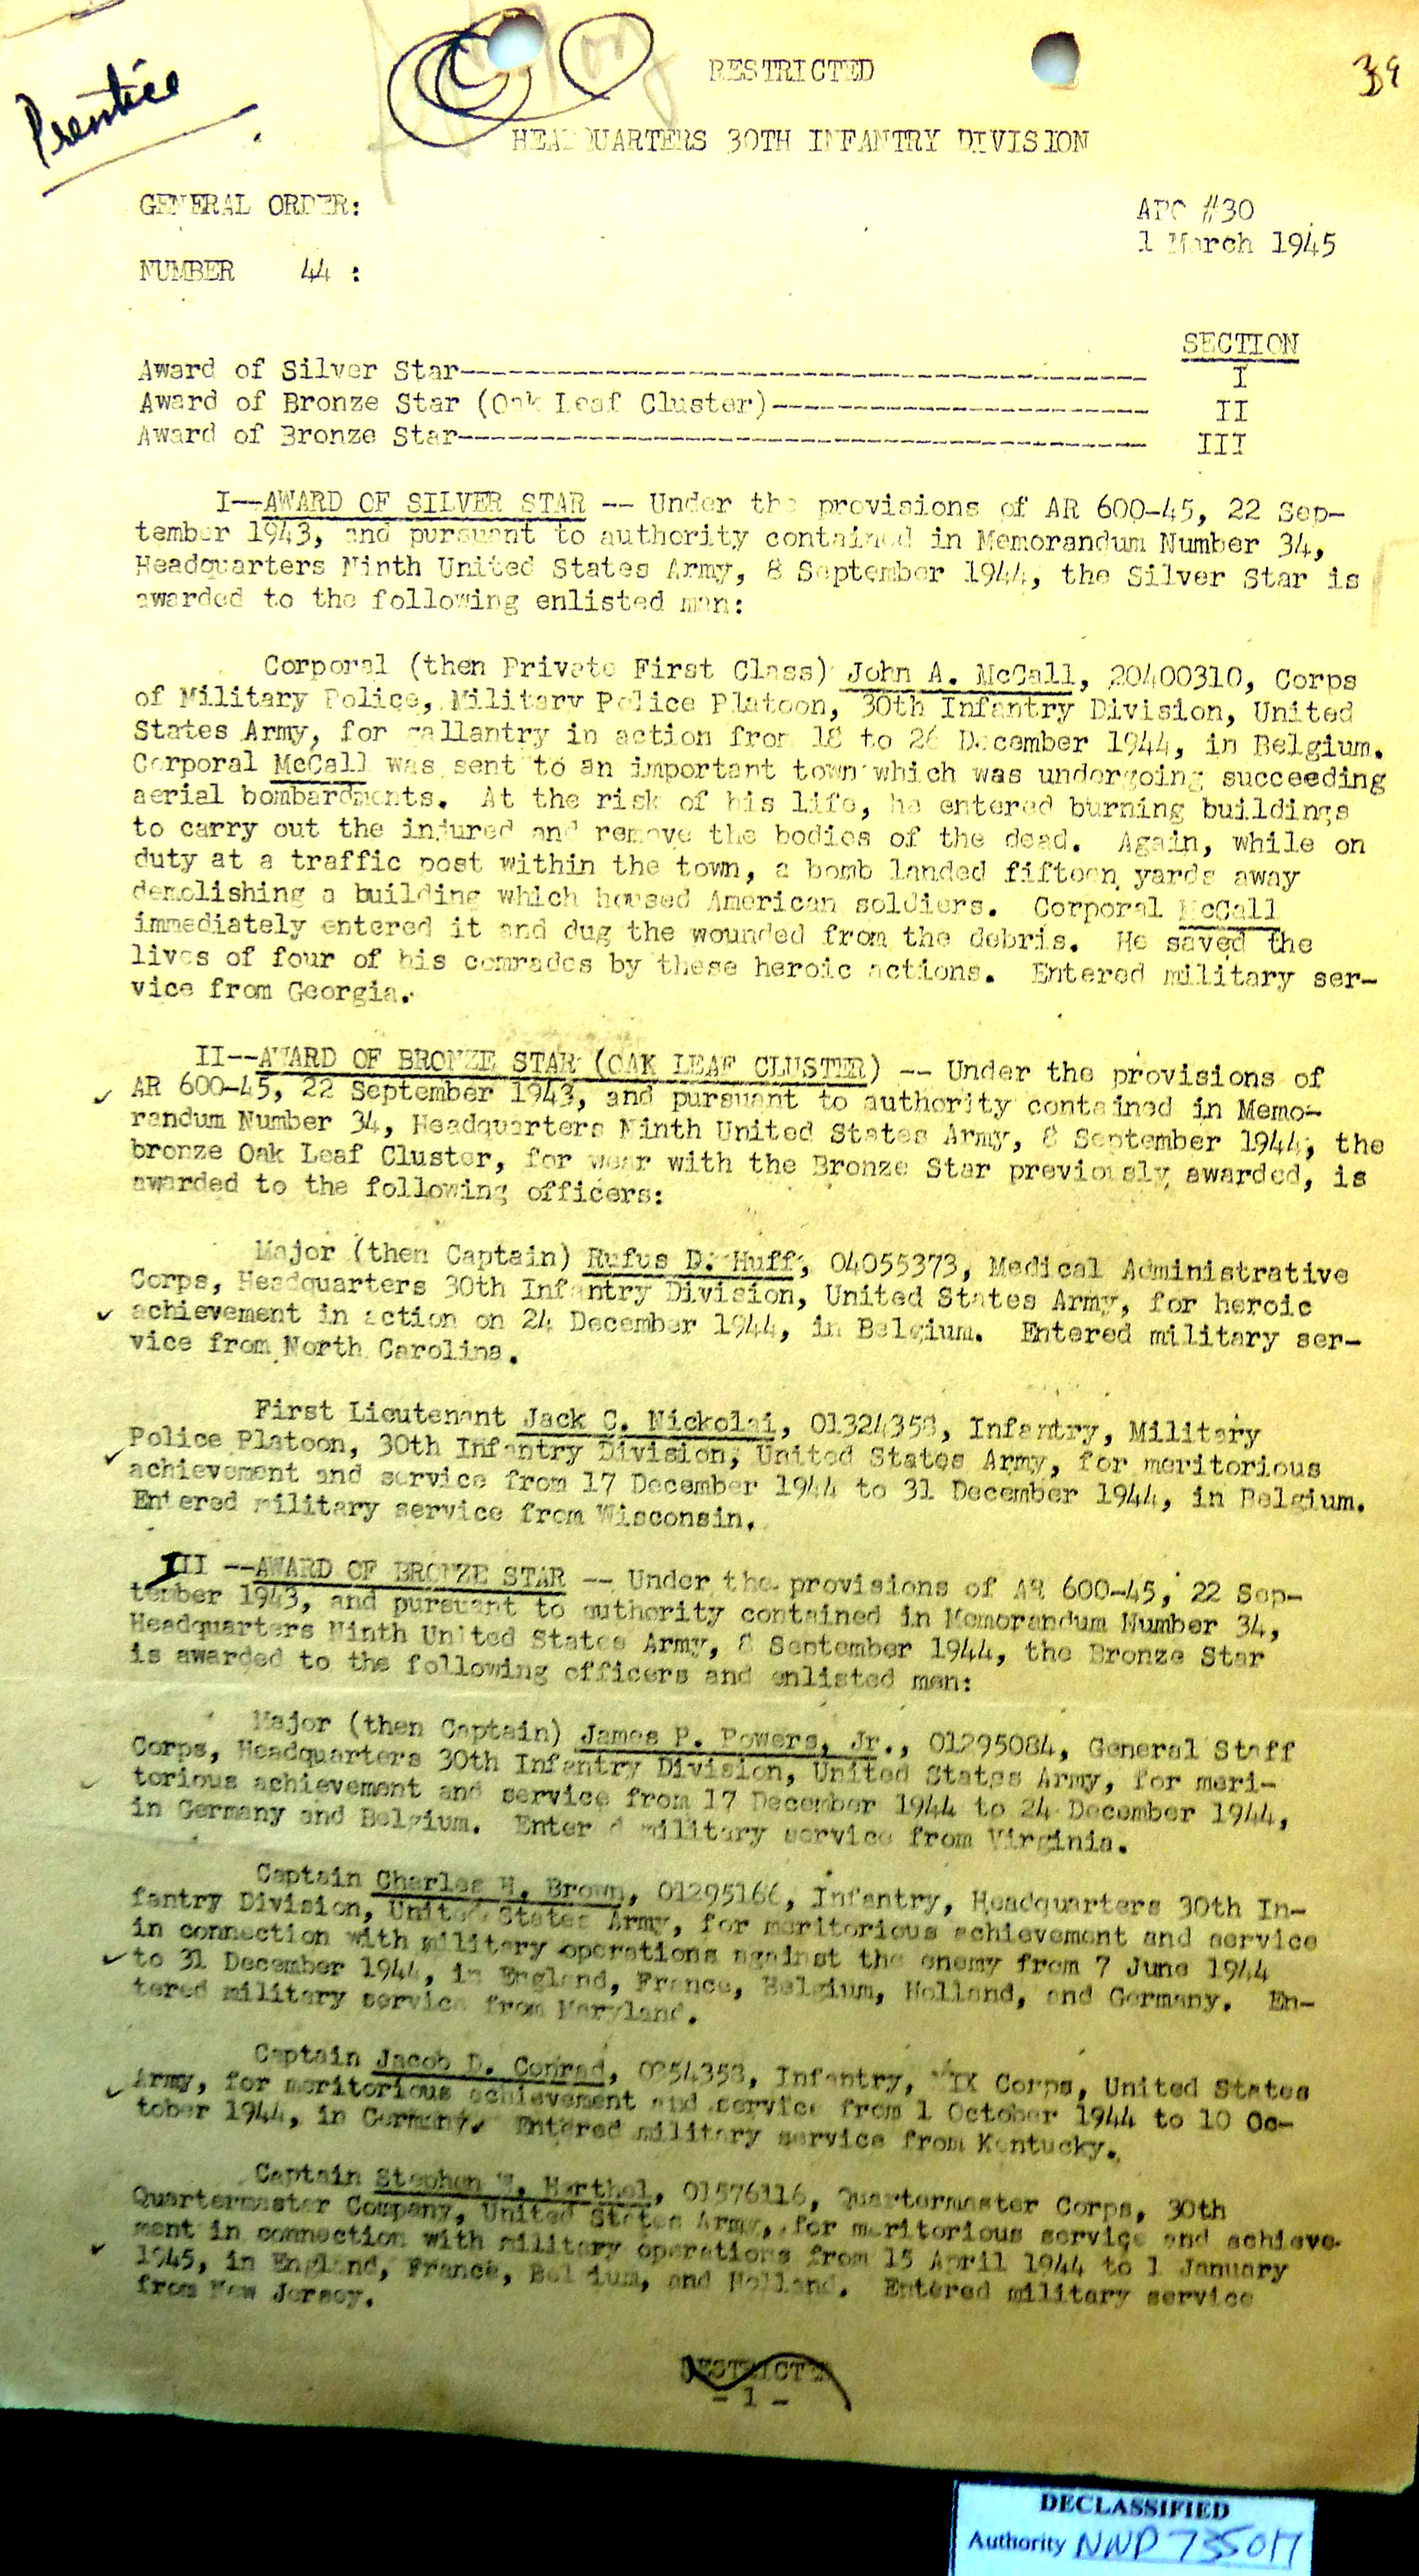 Prentice
RESTRICTED
39
HEADQUARTERS 30TH INFANTRY DIVISION
GENERAL ORDER:
APO #30
1 March 1945
NUMBER 44 :
SECTION
Award of Silver Star----------------------------------------------- I
Award of Bronze Star (Oak Leaf Cluster)-------------------------- II
Award of Bronze Star----------------------------------------------- III
I--AWARD OF SILVER STAR -- Under the provisions of AR 600-45, 22 Sep-
tember 1943, and pursuant to authority contained in Memorandum Number 34,
Headquarters Ninth United States Army, 8 September 1944, the Silver Star is
awarded to the following enlisted man:
Corporal (then Private First Class) John A. McCall, 20400310, Corps
of Military Police, Military Police Platoon, 30th Infantry Division, United
States Army, for gallantry in action from 18 to 26 December 1944, in Belgium.
Corporal McCall was sent to an important town which was undergoing succeeding
aerial bombardments. At the risk of his life, he entered burning buildings
to carry out the injured and remove the bodies of the dead. Again, while on
duty at a traffic post within the town, a bomb landed fifteen yards away
demolishing a building which housed American soldiers. Corporal McCall
immediately entered it and dug the wounded from the debris. He saved the
lives of four of his comrades by these heroic actions. Entered military ser-
vice from Georgia.
II--AWARD OF BRONZE STAR (OAK LEAF CLUSTER) -- Under the provisions of
AR 600-45, 22 September 1943, and pursuant to authority contained in Memo-
randum Number 34, Headquarters Ninth United States Army, 8 September 1944, the
bronze Oak Leaf Cluster, for wear with the Bronze Star previously awarded, is
awarded to the following officers:
Major (then Captain) Rufus D. Huff, 04055373, Medical Administrative
Corps, Headquarters 30th Infantry Division, United States Army, for heroic
achievement in action on 24 December 1944, in Belgium. Entered military ser-
vice from North Carolina.
First Lieutenant Jack C. Nickolai, 01324358, Infantry, Military
Police Platoon, 30th Infantry Division, United States Army, for meritorious
achievement and service from 17 December 1944 to 31 December 1944, in Belgium.
Entered military service from Wisconsin.
III --AWARD OF BRONZE STAR -- Under the provisions of AR 600-45, 22 Sep-
tember 1943, and pursuant to authority contained in Memorandum Number 34,
Headquarters Ninth United States Army, 8 September 1944, the Bronze Star
is awarded to the following officers and enlisted men:
Major (then Captain) James P. Powers, Jr., 01295084, General Staff
Corps, Headquarters 30th Infantry Division, United States Army, for meri-
torious achievement and service from 17 December 1944 to 24 December 1944,
in Germany and Belgium. Entered military service from Virginia.
Captain Charles H. Brown, 01295166, Infantry, Headquarters 30th In-
fantry Division, United States Army, for meritorious achievement and service
in connection with military operations against the enemy from 7 June 1944
to 31 December 1944, in England, France, Belgium, Holland, and Germany. En-
tered military service from Maryland.
Captain Jacob D. Conrad, Infantry, XIX Corps, United States
Army, for meritorious achievement and service from 1 October 1944 to 10 Oc-
tober 1944, in Germany. Entered military service from Kentucky.
Captain Stephen 01576116, Quartermaster Corps, 30th
Quartermaster Company, United States Army, for meritorious service and achieve-
ment in connection with military operations from 15 April 1944 to 1 January
1945, in England, France, Belgium, and Holland. Entered military service
from New Jersey.
RESTRICTED
- 1 -
DECLASSIFIED
Authority NND 735017